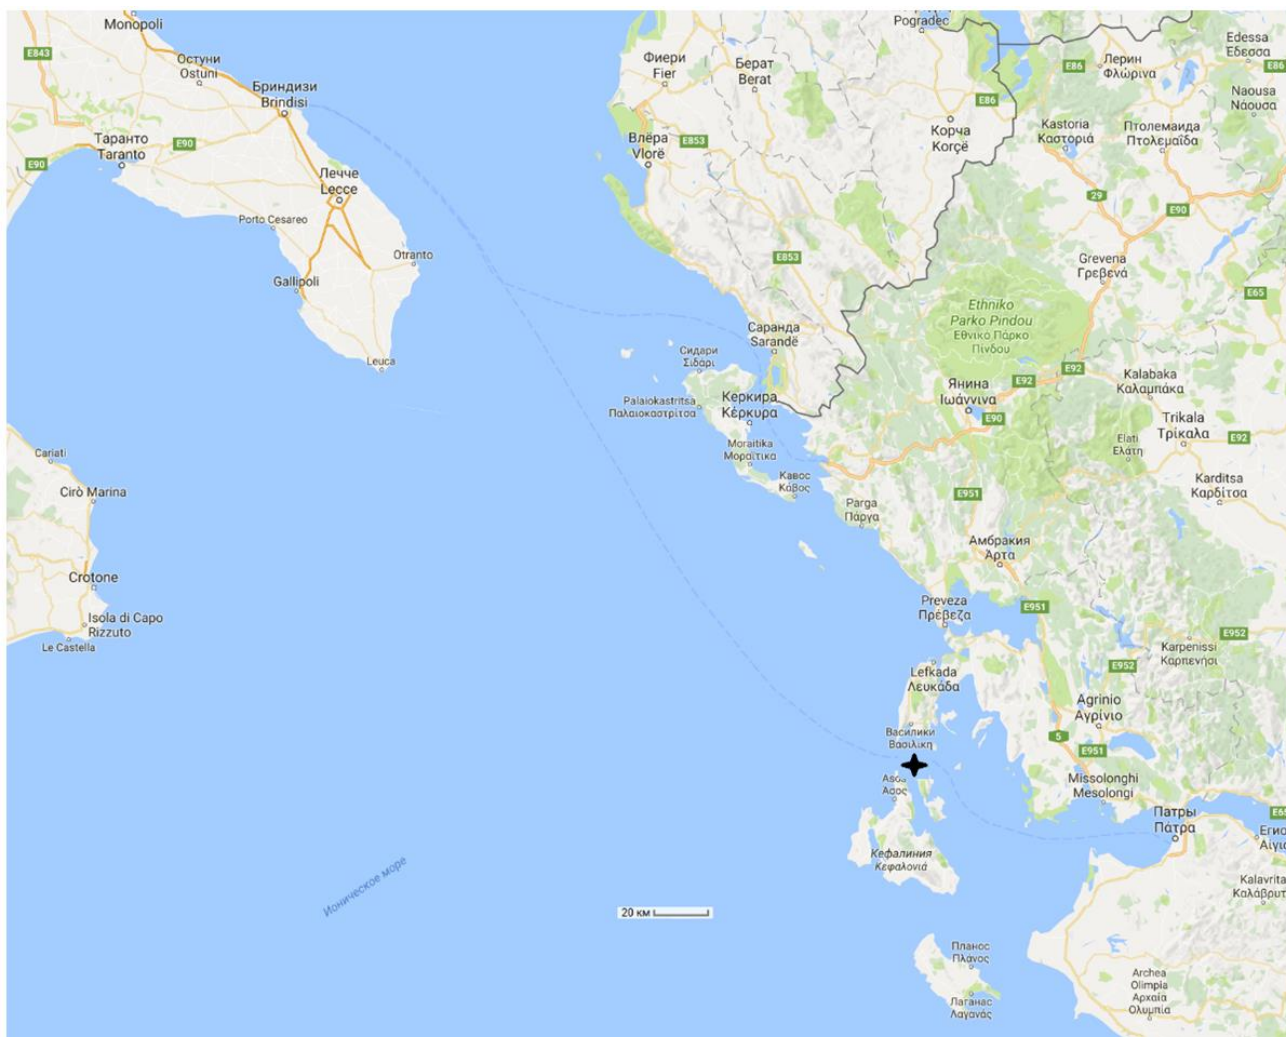 Monopoli
Pogradec
E843
Остуни
Ostuni
Бриндизи
Brindisi
Таранто
Taranto
E90
E90
Лечче
Lecce
Porto Cesareo
Otranto
Gallipoli
Leuca
Фиери
Fier
Берат
Berat
Влёра
Vlorë
E853
E86
Корча
Korçë
E86
Лерин
Φλώρινα
Edessa
Έδεσσα
E86
Naousa
Νάουσα
Kastoria
Καστοριά
Птолемаида
Πτολεμαΐδα
29
E90
E853
Grevena
Γρεβενά
E65
Ethniko
Parko Pindou
Εθνικό Πάρκο
Πίνδου
Саранда
Sarandë
Сидари
Σιδάρι
Palaiokastritsa
Παλαιοκαστρίτσα
Керкира
Κέρκυρα
Moraitika
Μοραϊτικα
Кавос
Κάβος
Янина
Ιωάννινα
E92
E92
E90
Kalabaka
Καλαμπάκα
Trikala
Τρίκαλα
E92
Elati
Ελάτη
Karditsa
Καρδίτσα
E951
Parga
Πάργα
Амбракия
Άρτα
Cariati
Cirò Marina
Crotone
Isola di Capo
Rizzuto
Le Castella
Preveza
Πρέβεζα
E951
E952
Karpenissi
Καρπενήσι
E952
Lefkada
Λευκάδα
Agrinio
Αγρίνιο
Василики
Βασιλική
5
E951
Άσος
Missolonghi
Mesolongi
Патры
Πάτρα
Кефалиния
Κεφαλονιά
Kalavrita
Ионическое море
20 км
Планос
Πλάνος
Лаганас
Λαγανάς
Archea
Olimpia
Αρχαία
Ολυμπία